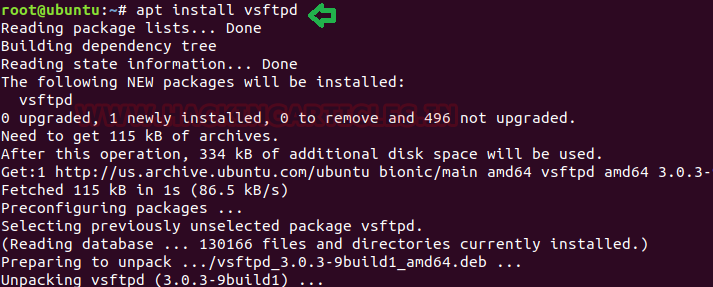 root@ubuntu:~# apt install vsftpd
Reading package lists... Done
Building dependency tree
Reading state information... Done
The following NEW packages will be installed:
  vsftpd
WWW.HACKINGARTICLES.IN
0 upgraded, 1 newly installed, 0 to remove and 496 not upgraded.
Need to get 115 kB of archives.
After this operation, 334 kB of additional disk space will be used.
Get:1 http://us.archive.ubuntu.com/ubuntu bionic/main amd64 vsftpd amd64 3.0.3-
Fetched 115 kB in 1s (86.5 kB/s)
Preconfiguring packages ...
Selecting previously unselected package vsftpd.
(Reading database ... 130166 files and directories currently installed.)
Preparing to unpack .../vsftpd_3.0.3-9build1_amd64.deb ...
Unpacking vsftpd (3.0.3-9build1) ...